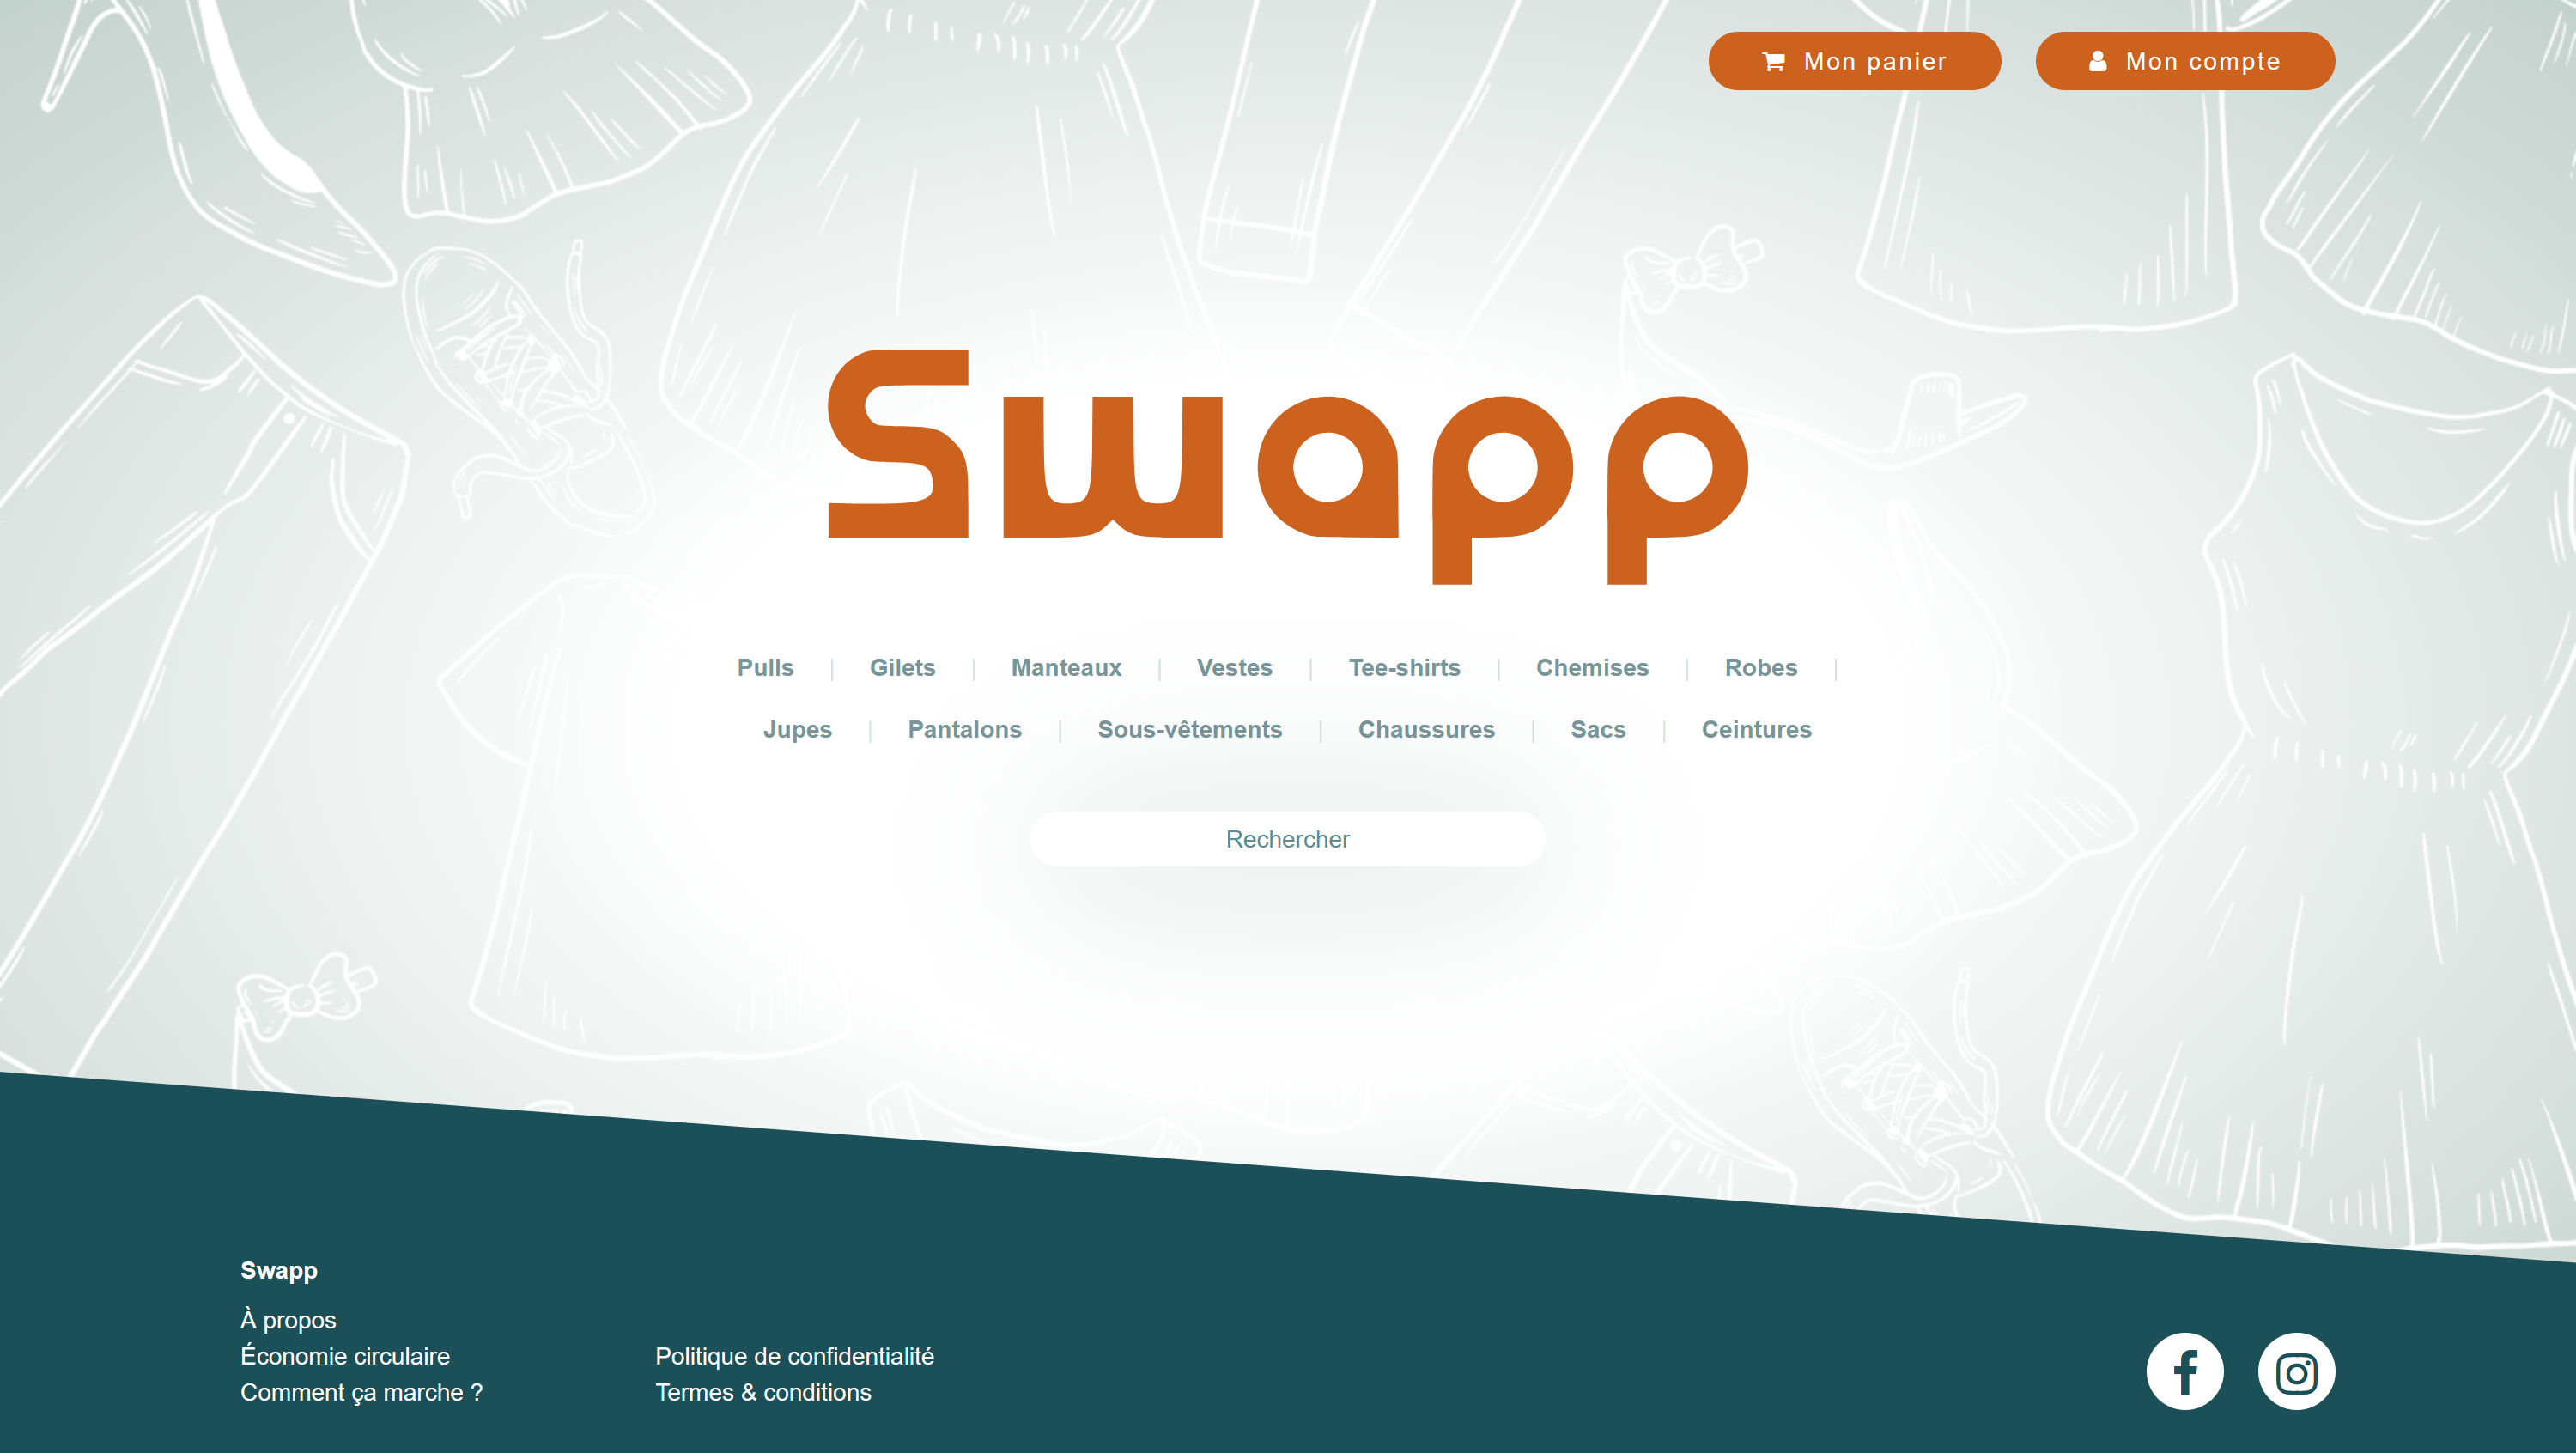 Mon panier Mon compte
Swapp
Pulls | Gilets | Manteaux | Vestes | Tee-shirts | Chemises | Robes |
Jupes | Pantalons | Sous-vêtements | Chaussures | Sacs | Ceintures
Rechercher
Swapp
À propos
Économie circulaire Politique de confidentialité
Comment ça marche ? Termes & conditions